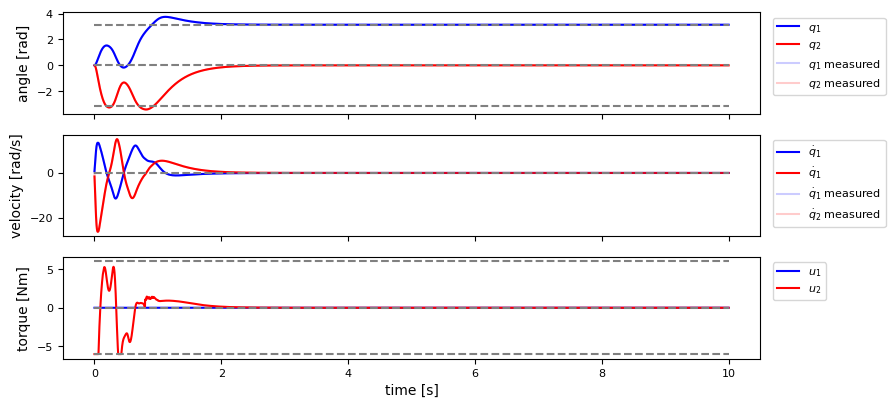 angle [rad]
4
2
0
−2
q₁
q₂
q₁ measured
q₂ measured
velocity [rad/s]
0
−20
q̇₁
q̇₁
q̇₁ measured
q̇₂ measured
torque [Nm]
5
0
−5
u₁
u₂
0 2 4 6 8 10
time [s]